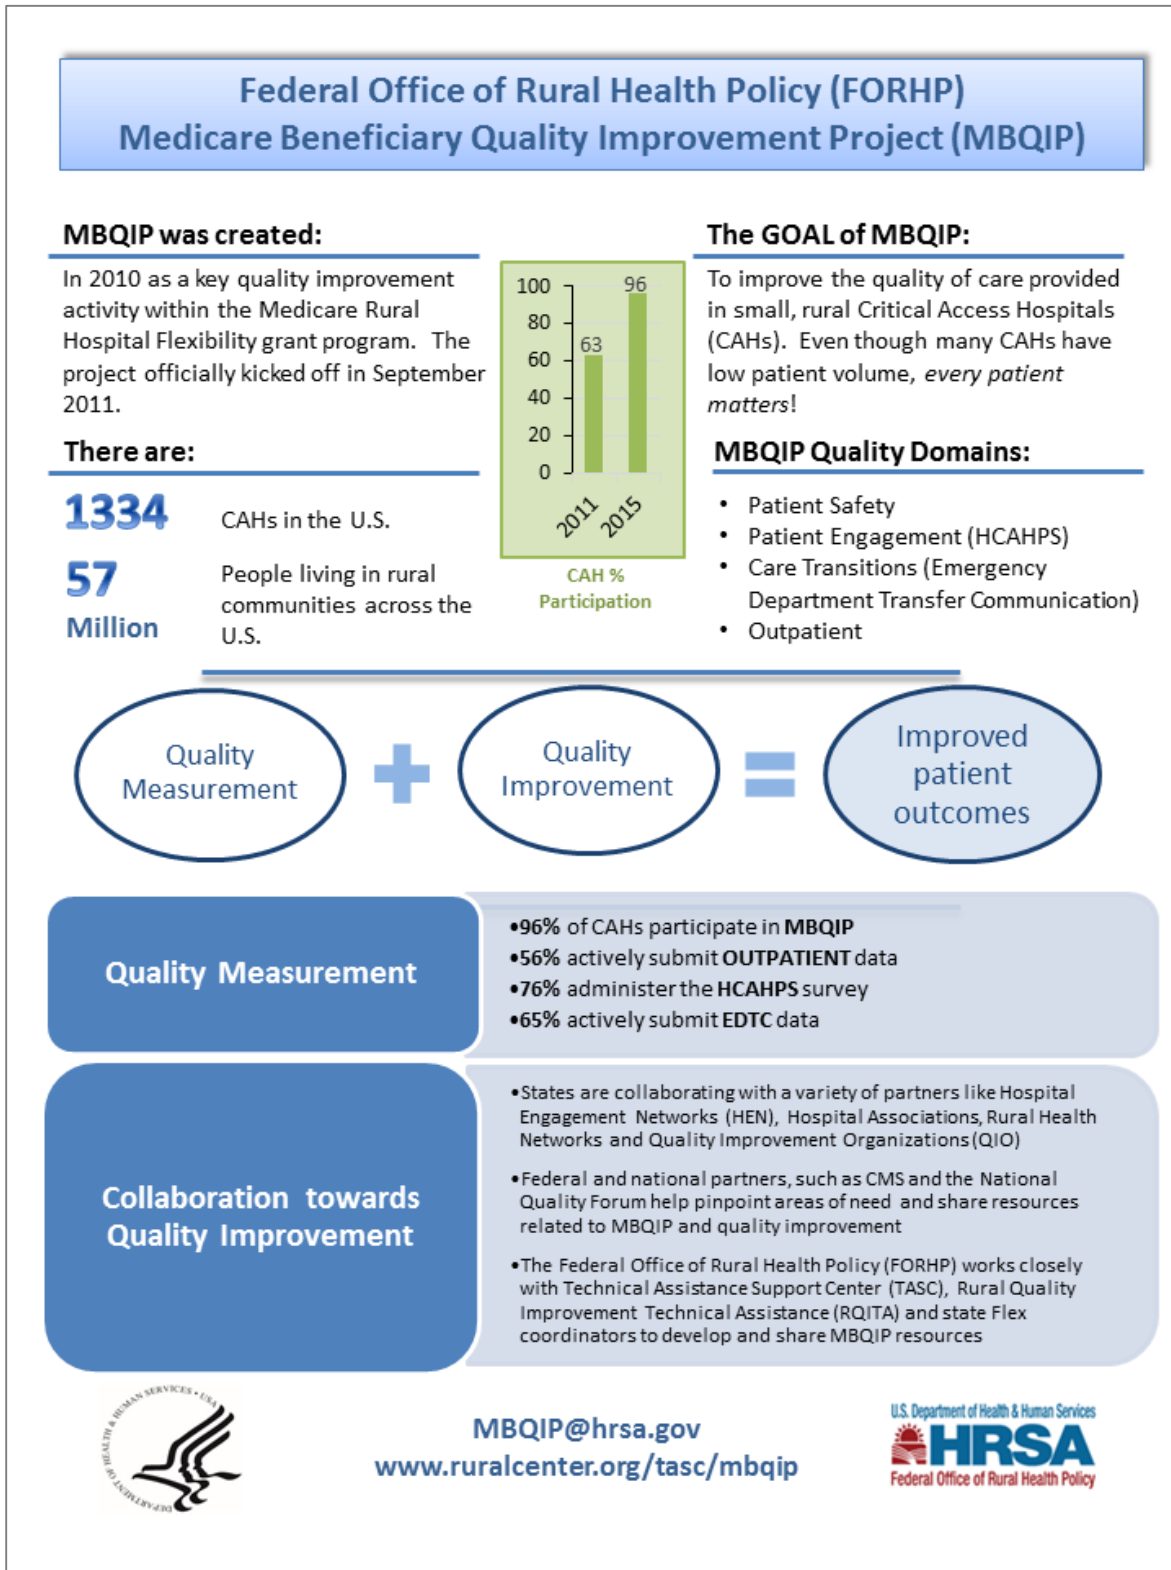 Federal Office of Rural Health Policy (FORHP)
Medicare Beneficiary Quality Improvement Project (MBQIP)
MBQIP was created:
In 2010 as a key quality improvement
activity within the Medicare Rural
Hospital Flexibility grant program. The
project officially kicked off in September
2011.
There are:
1334
CAHs in the U.S.
57
Million
People living in rural
communities across the
U.S.
100
80
60
40
20
0
63
96
2011
2015
CAH %
Participation
The GOAL of MBQIP:
To improve the quality of care provided
in small, rural Critical Access Hospitals
(CAHs). Even though many CAHs have
low patient volume, every patient
matters!
MBQIP Quality Domains:
• Patient Safety
• Patient Engagement (HCAHPS)
• Care Transitions (Emergency
Department Transfer Communication)
• Outpatient
Quality
Measurement
+
Quality
Improvement
=
Improved
patient
outcomes
Quality Measurement
•96% of CAHs participate in MBQIP
•56% actively submit OUTPATIENT data
•76% administer the HCAHPS survey
•65% actively submit EDTC data
Collaboration towards
Quality Improvement
•States are collaborating with a variety of partners like Hospital
Engagement Networks (HEN), Hospital Associations, Rural Health
Networks and Quality Improvement Organizations (QIO)
•Federal and national partners, such as CMS and the National
Quality Forum help pinpoint areas of need and share resources
related to MBQIP and quality improvement
•The Federal Office of Rural Health Policy (FORHP) works closely
with Technical Assistance Support Center (TASC), Rural Quality
Improvement Technical Assistance (RQITA) and state Flex
coordinators to develop and share MBQIP resources
DEPARTMENT OF HEALTH & HUMAN SERVICES • USA
MBQIP@hrsa.gov
www.ruralcenter.org/tasc/mbqip
U.S. Department of Health & Human Services
HRSA
Federal Office of Rural Health Policy